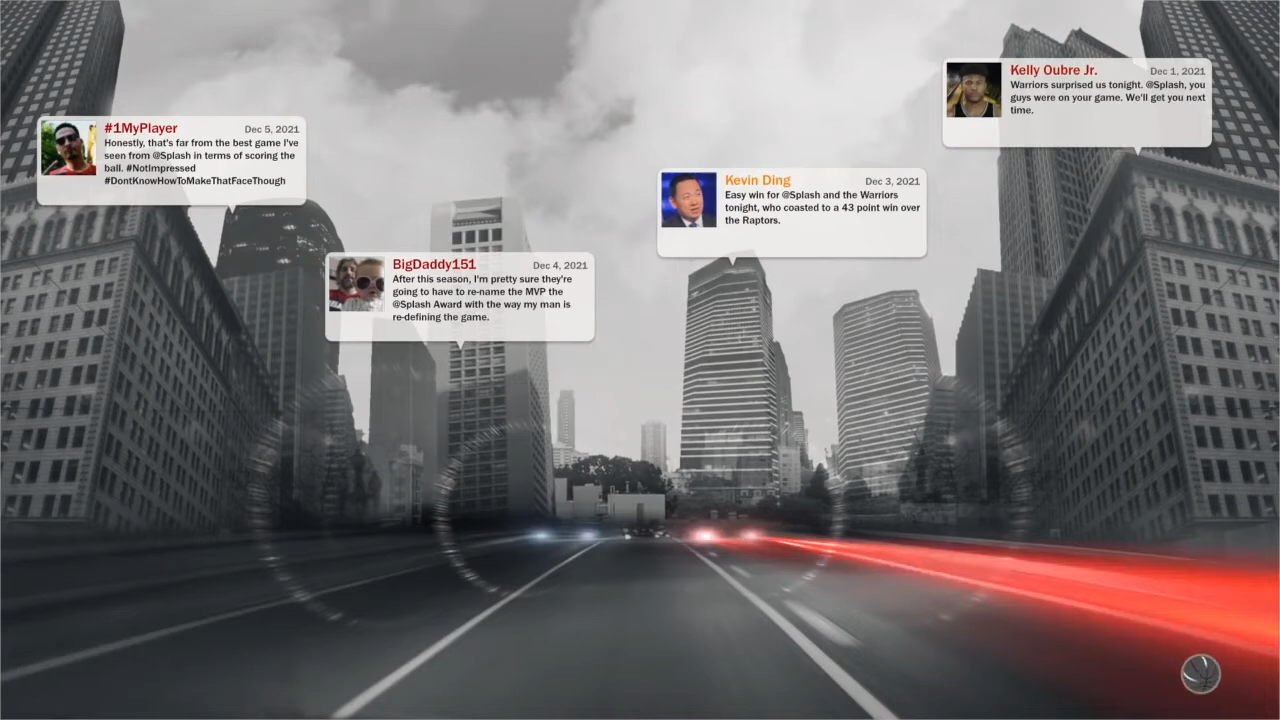 #1MyPlayer Dec 5, 2021
Honestly, that's far from the best game I've
seen from @Splash in terms of scoring the
ball. #NotImpressed
#DontKnowHowToMakeThatFaceThough
BigDaddy151 Dec 4, 2021
After this season, I'm pretty sure they're
going to have to re-name the MVP the
@Splash Award with the way my man is
re-defining the game.
Kevin Ding Dec 3, 2021
Easy win for @Splash and the Warriors
tonight, who coasted to a 43 point win over
the Raptors.
Kelly Oubre Jr. Dec 1, 2021
Warriors surprised us tonight. @Splash, you
guys were on your game. We'll get you next
time.